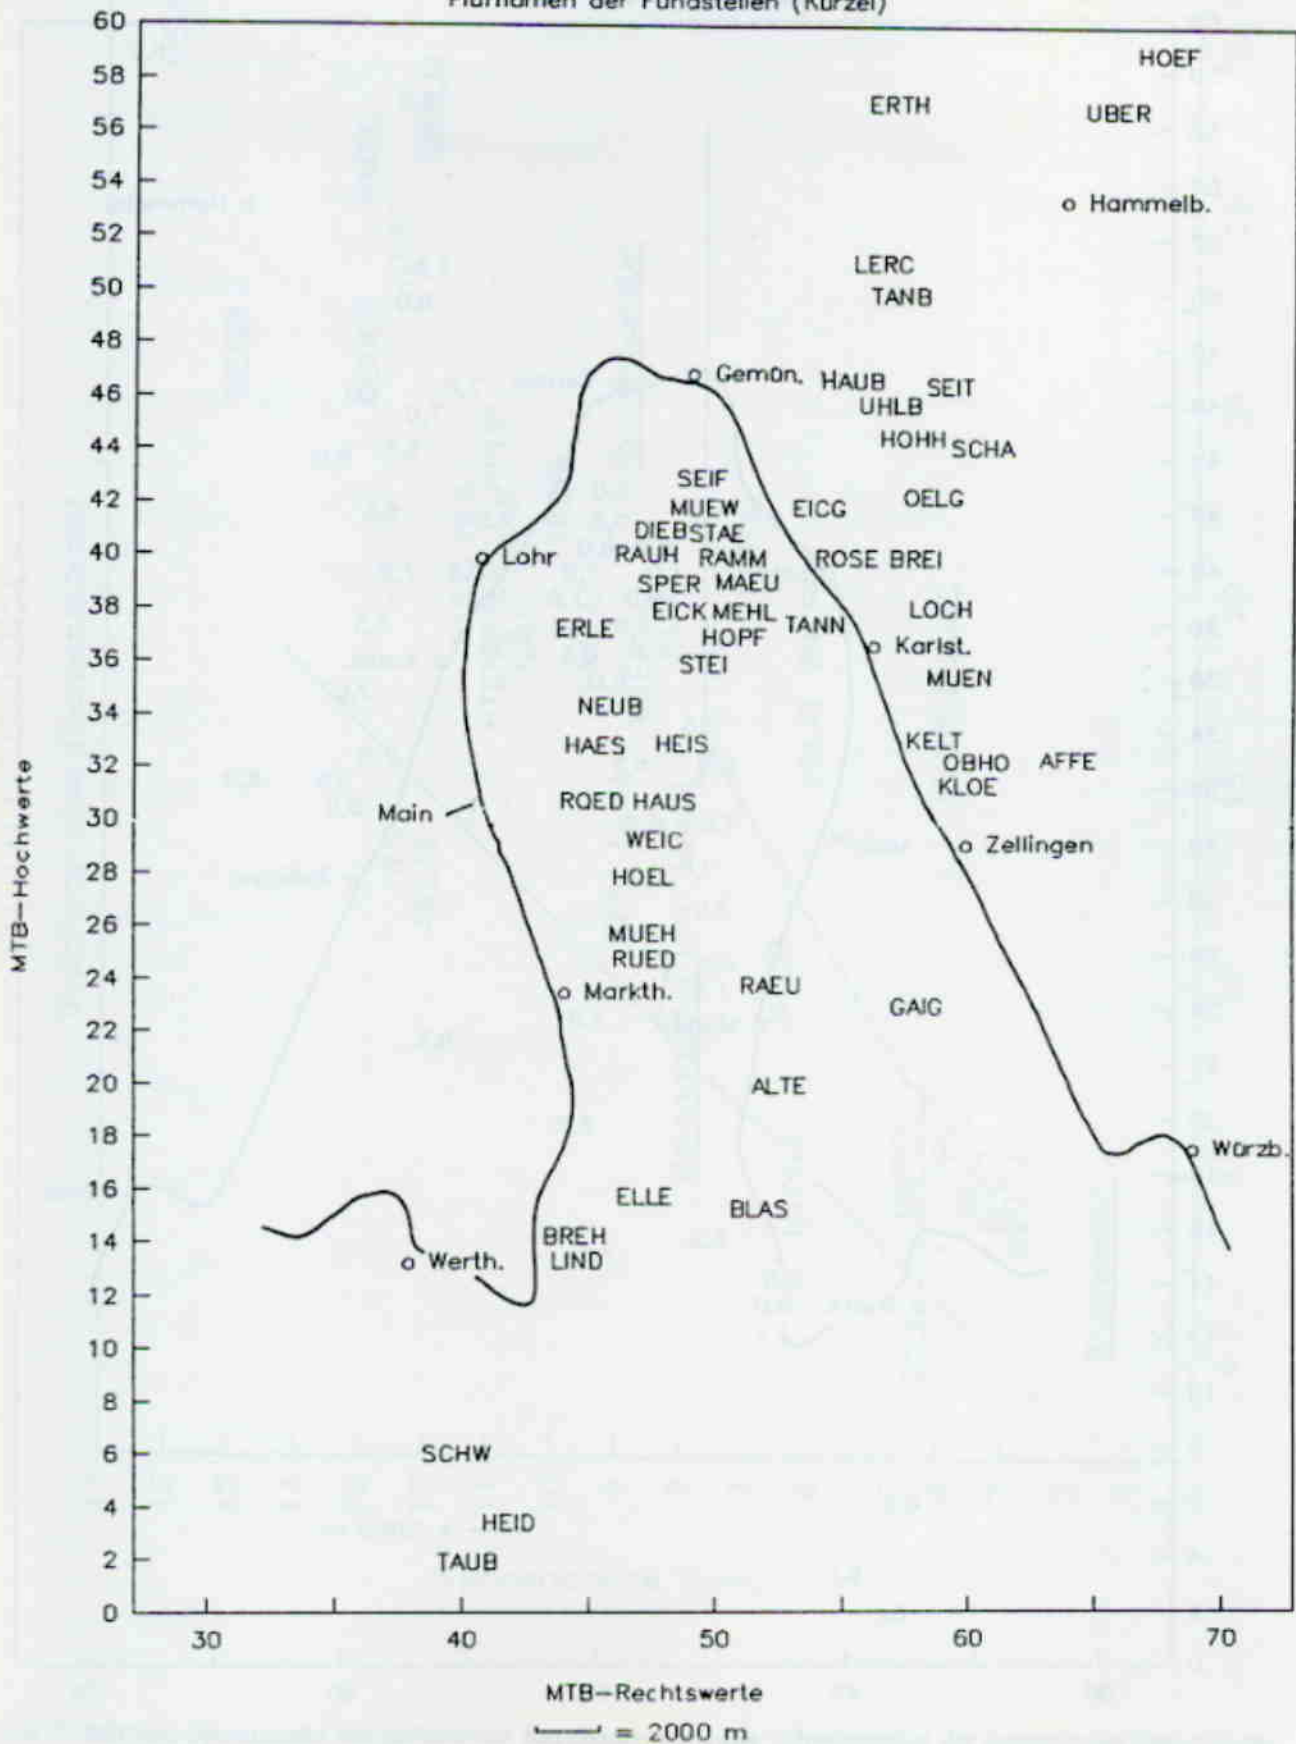 Flurnamen der Fundstellen (Kürzel)
60
HOEF
58
ERTH
UBER
56
54
Hammelb.
52
LERC
50
TANB
48
Gemün.
HAUB
SEIT
46
UHLB
44
HOHH
SCHA
SEIF
42
MUEW
EICG
OELG
DIEB
STAE
40
Lohr
RAUH
RAMM
ROSE
BREI
SPER
MAEU
38
EICK
MEHL
LOCH
ERLE
HOPF
TANN
Karlst.
36
STEI
MUEN
34
NEUB
HAES
HEIS
KELT
32
OBHO
AFFE
KLOE
Main
ROED
HAUS
30
WEIC
Zellingen
28
HOEL
26
MUEH
RUED
24
Markth.
RAEU
GAIG
22
20
ALTE
18
Würzb.
16
ELLE
BLAS
14
BREH
Werth.
LIND
12
10
8
6
SCHW
4
HEID
2
TAUB
0
30 40 50 60 70
MTB-Hochwerte
MTB-Rechtswerte
= 2000 m